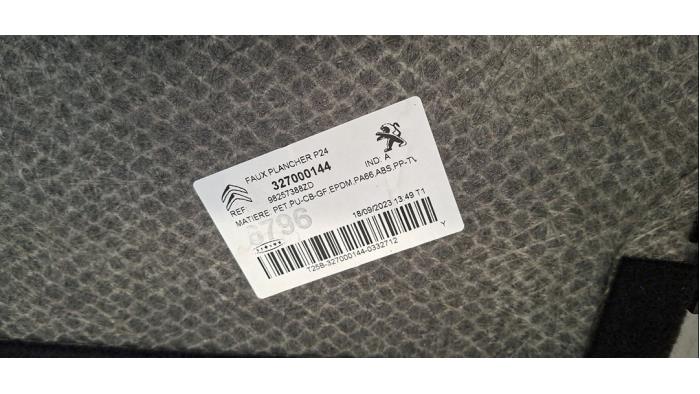 FAUX PLANCHER P24
327000144
IND. A
REF 98257388ZD
MATIERE PET,PU-CB-GF,EPDM,PA66,ABS,PP-TV
6796
18/09/2023 13:49 T1
T25B-327000144-0332712
Y